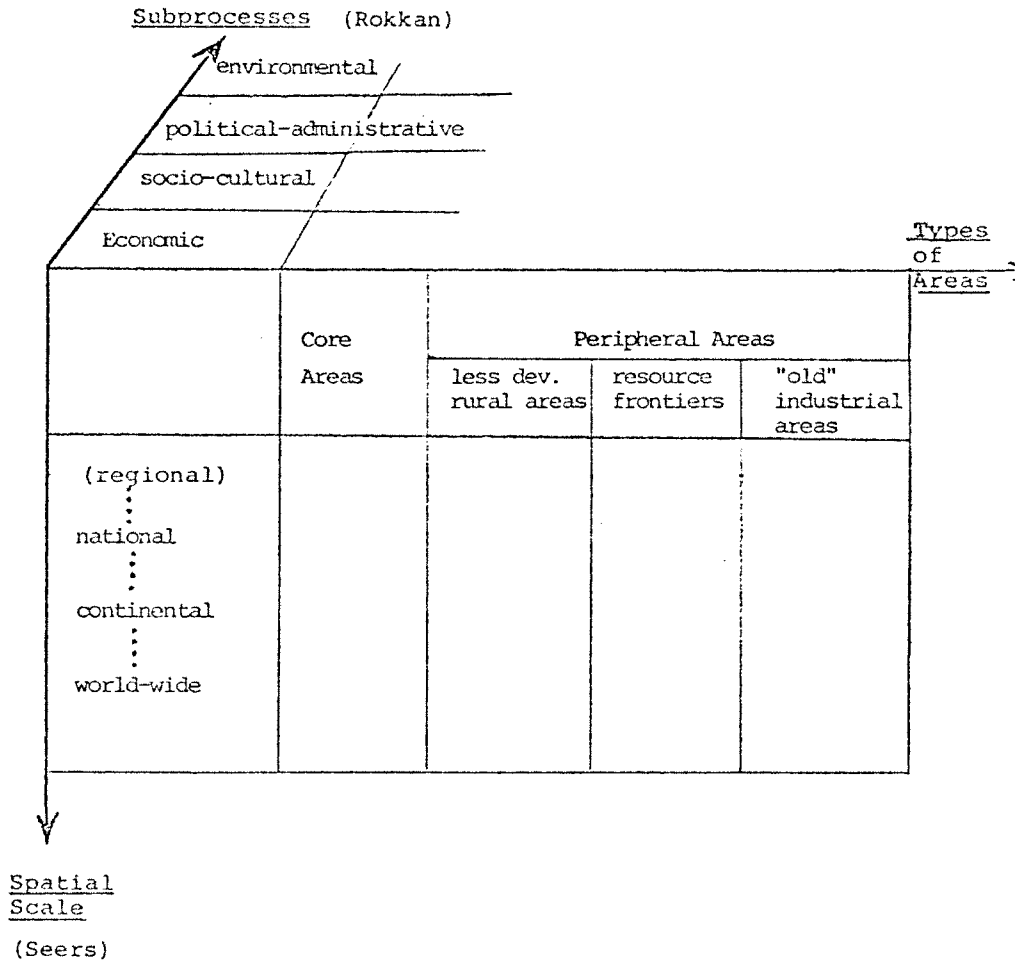 Subprocesses (Rokkan)
environmental
political-administrative
socio-cultural
Economic
Types
of
Areas
Core
Areas
Peripheral Areas
less dev.
rural areas
resource
frontiers
"old"
industrial
areas
(regional)
national
continental
world-wide
Spatial
Scale
(Seers)